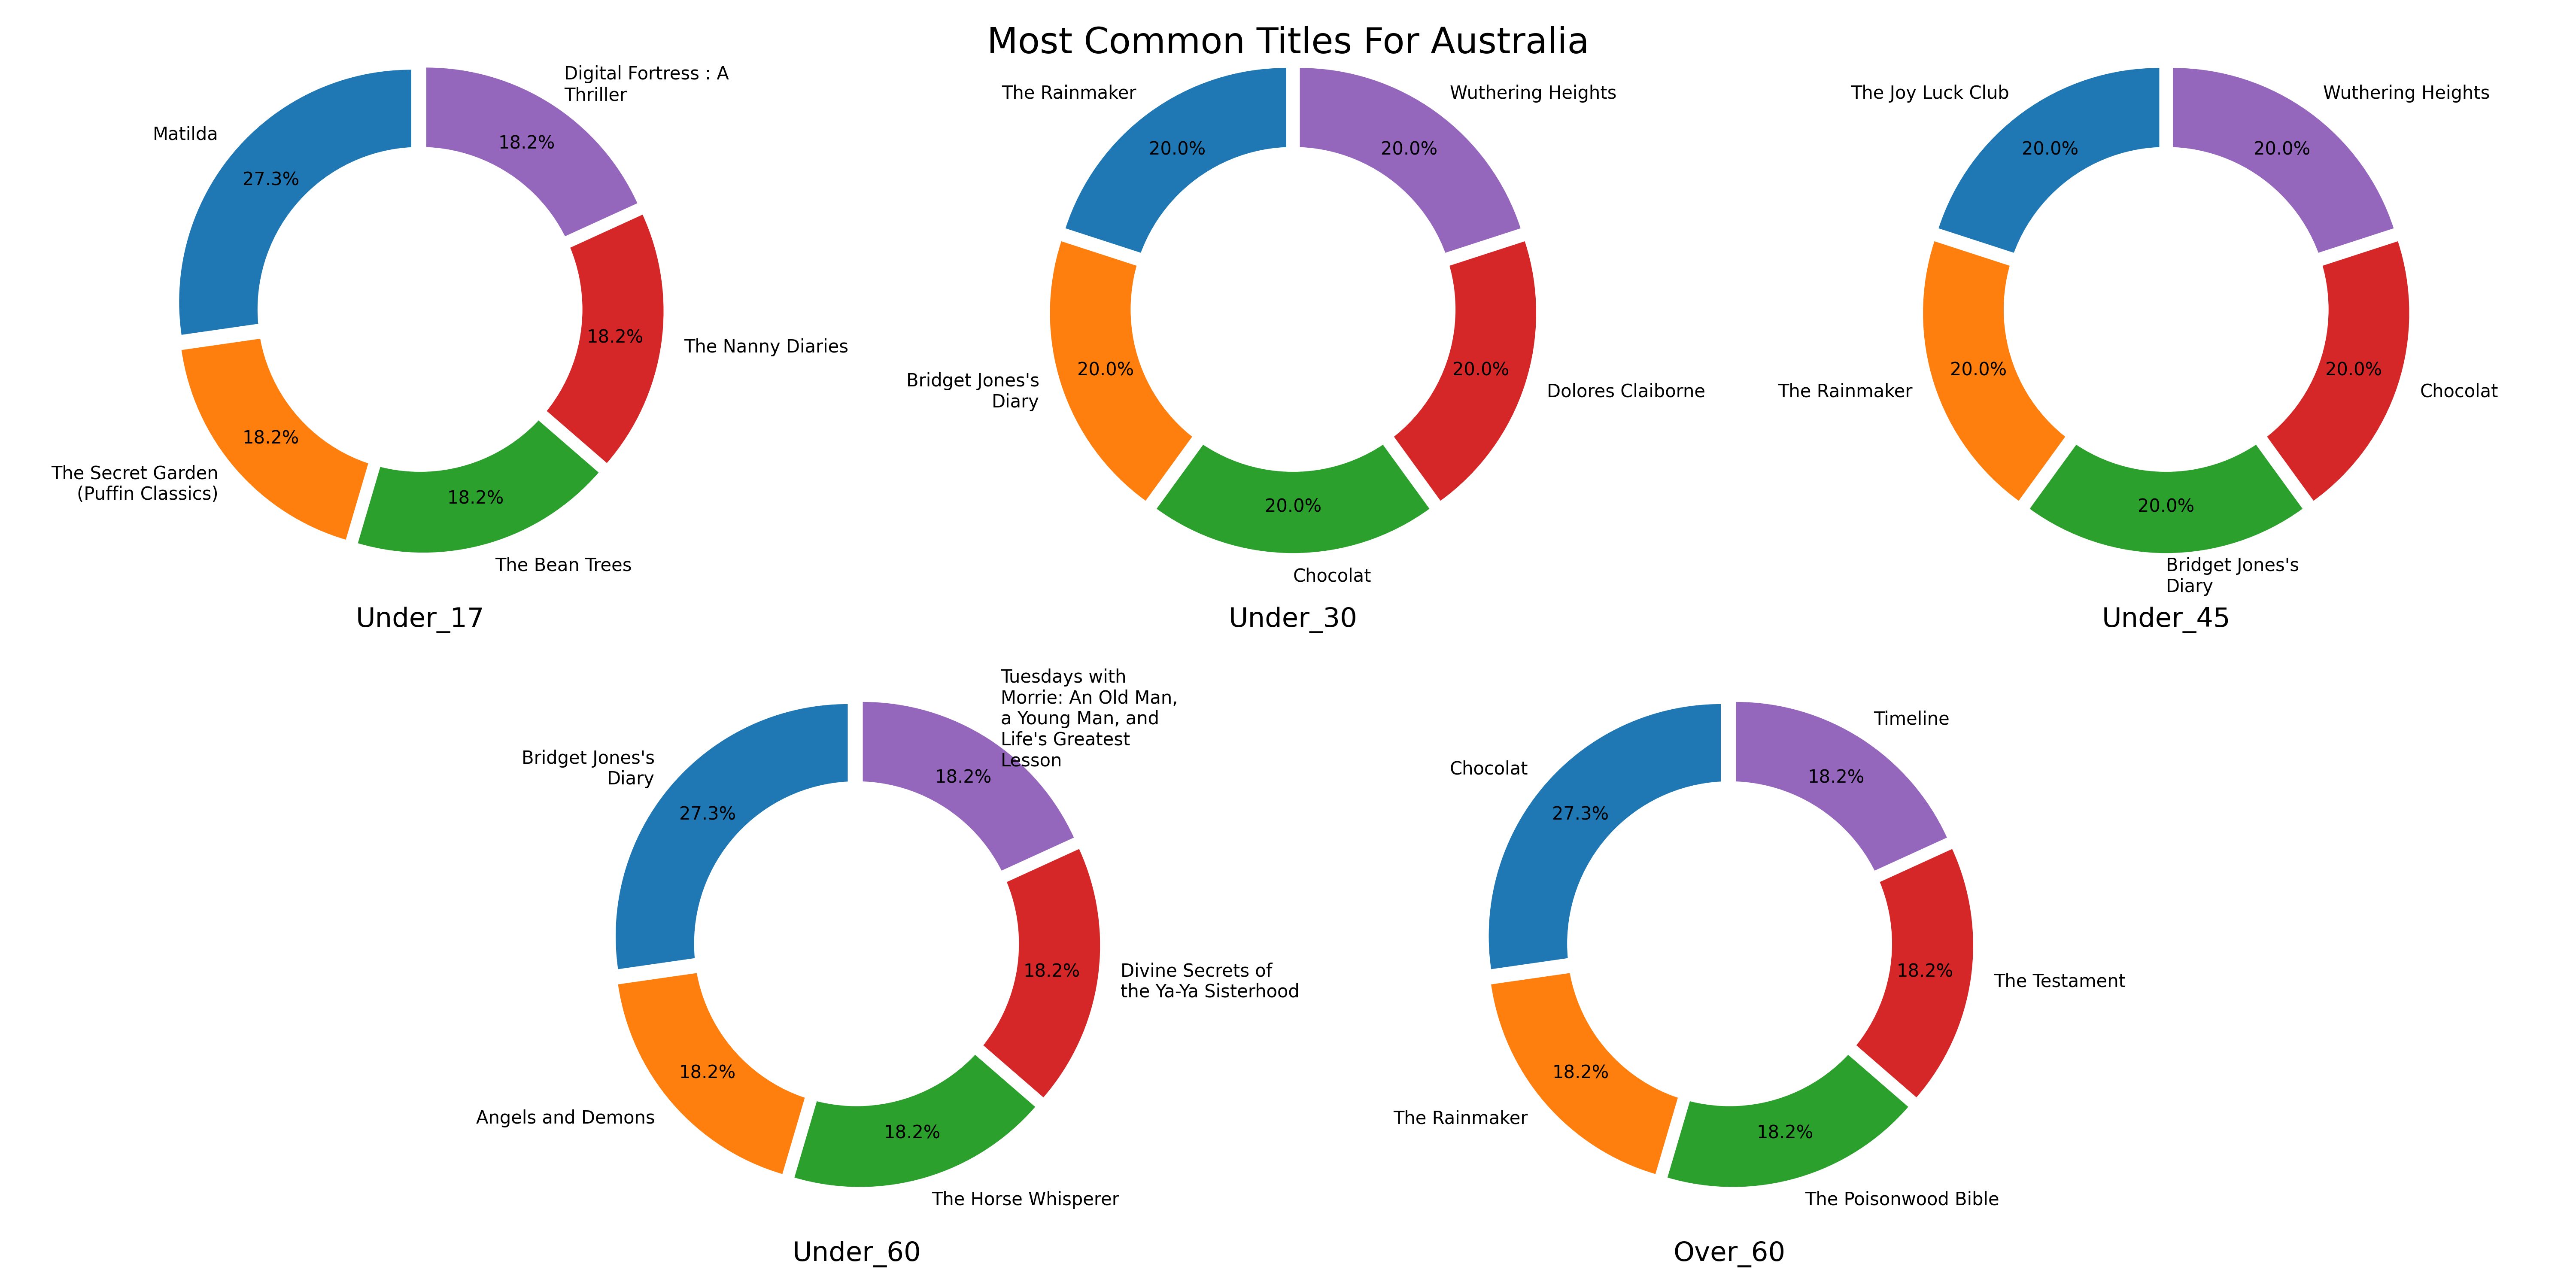 Most Common Titles For Australia
Digital Fortress : A
Thriller
18.2%
Matilda
27.3%
The Nanny Diaries
18.2%
The Secret Garden
(Puffin Classics)
18.2%
The Bean Trees
18.2%
Under_17
The Rainmaker
20.0%
Wuthering Heights
20.0%
Bridget Jones's
Diary
20.0%
Dolores Claiborne
20.0%
Chocolat
20.0%
Under_30
The Joy Luck Club
20.0%
Wuthering Heights
20.0%
The Rainmaker
20.0%
Chocolat
20.0%
Bridget Jones's
Diary
20.0%
Under_45
Tuesdays with
Morrie: An Old Man,
a Young Man, and
Life's Greatest
Lesson
18.2%
Bridget Jones's
Diary
27.3%
Divine Secrets of
the Ya-Ya Sisterhood
18.2%
Angels and Demons
18.2%
The Horse Whisperer
18.2%
Under_60
Timeline
18.2%
Chocolat
27.3%
The Testament
18.2%
The Rainmaker
18.2%
The Poisonwood Bible
18.2%
Over_60